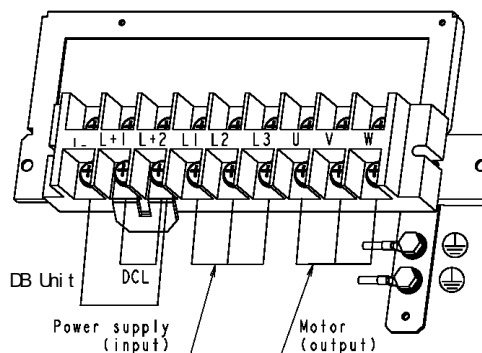 L- L+1 L+2 L1 L2 L3 U V W
DB Unit
DCL
Power supply
(input)
Motor
(output)